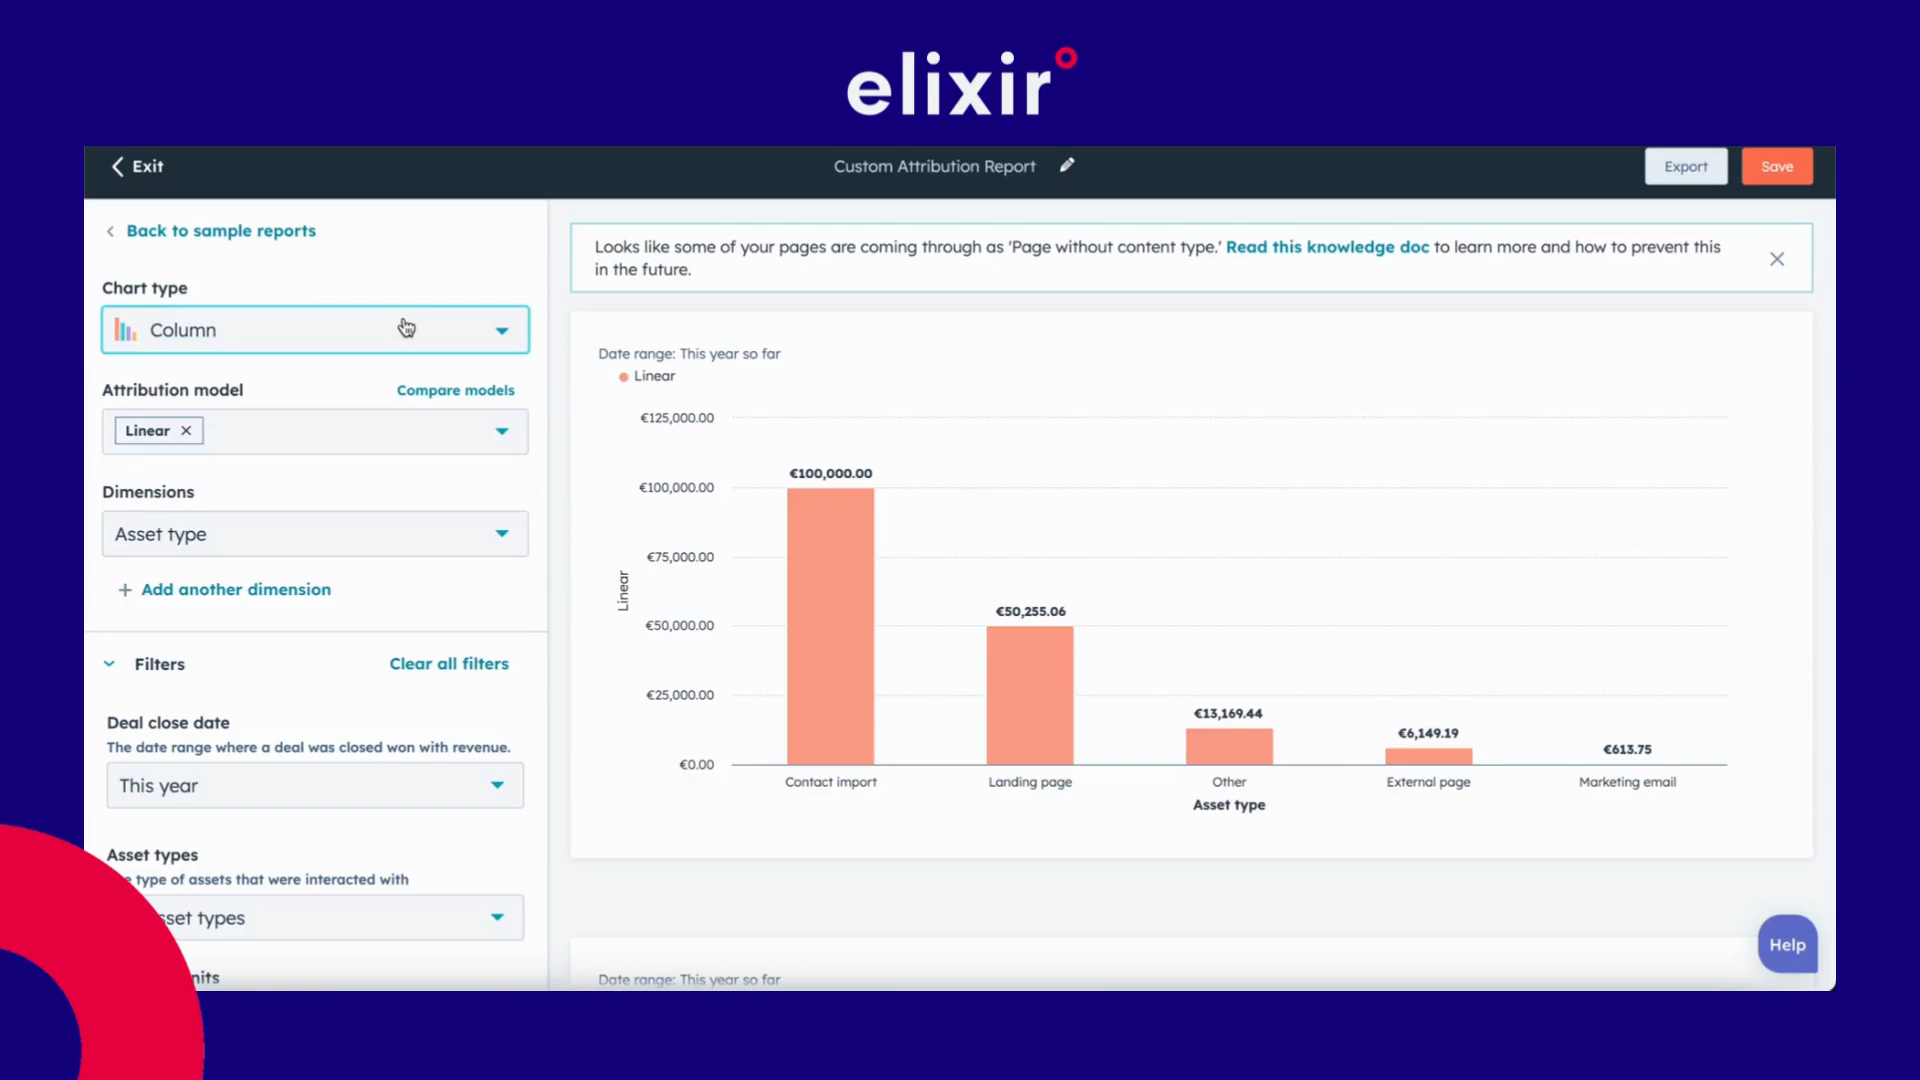 elixir
Exit
Custom Attribution Report
Export
Save
Back to sample reports
Chart type
Column
Attribution model
Compare models
Linear
Dimensions
Asset type
+ Add another dimension
Filters
Clear all filters
Deal close date
The date range where a deal was closed won with revenue.
This year
Asset types
type of assets that were interacted with
types
Looks like some of your pages are coming through as 'Page without content type.' Read this knowledge doc to learn more and how to prevent this
in the future.
Date range: This year so far
Linear
€125,000.00
€100,000.00
€75,000.00
€50,000.00
€25,000.00
€0.00
Linear
€100,000.00
€50,255.06
€13,169.44
€6,149.19
€613.75
Contact import
Landing page
Other
External page
Marketing email
Asset type
Date range: This year so far
Help